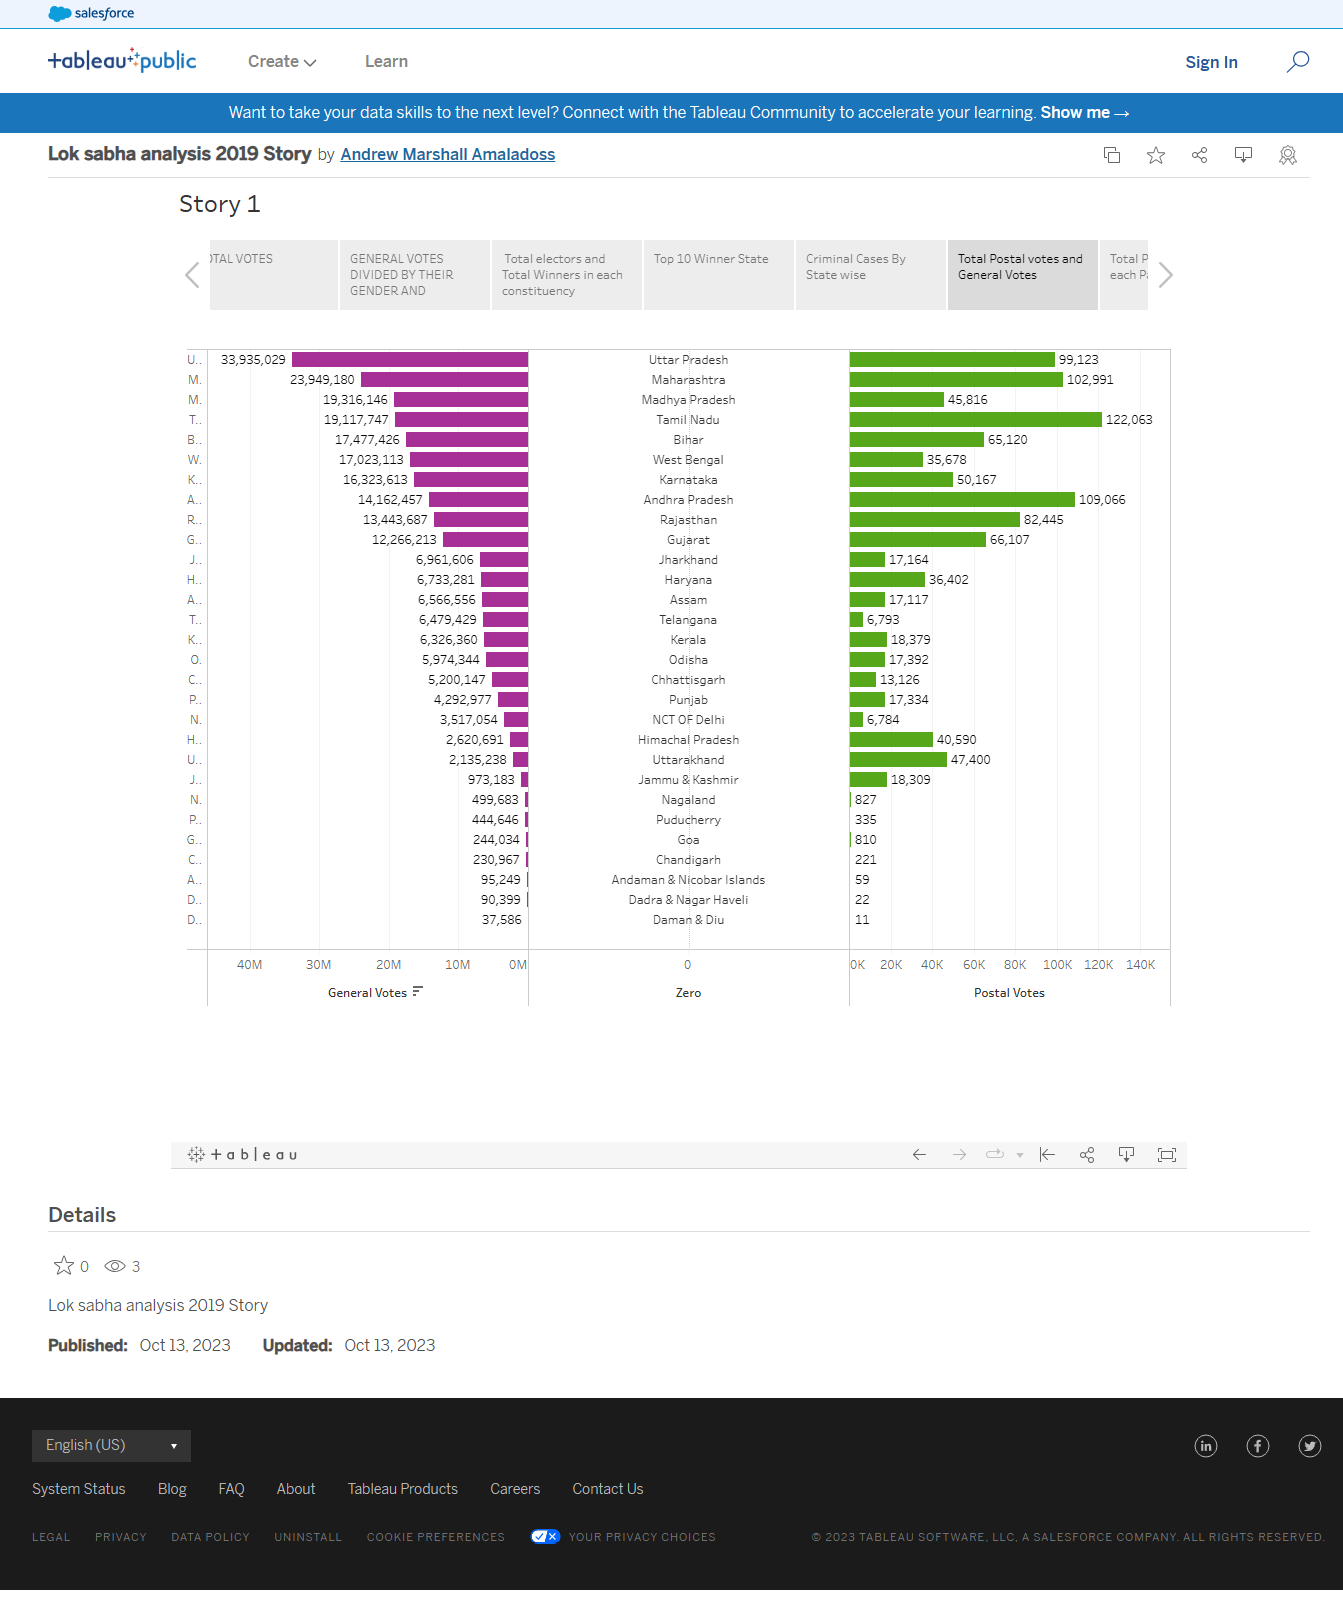 salesforce
+ableau+public
Create
Learn
Sign In
Want to take your data skills to the next level? Connect with the Tableau Community to accelerate your learning. Show me →
Lok sabha analysis 2019 Story by Andrew Marshall Amaladoss
Story 1
OTAL VOTES
GENERAL VOTES
DIVIDED BY THEIR
GENDER AND
Total electors and
Total Winners in each
constituency
Top 10 Winner State
Criminal Cases By
State wise
Total Postal votes and
General Votes
Total P
each Pa
U.. 33,935,029 Uttar Pradesh 99,123
M. 23,949,180 Maharashtra 102,991
M. 19,316,146 Madhya Pradesh 45,816
T.. 19,117,747 Tamil Nadu 122,063
B.. 17,477,426 Bihar 65,120
W. 17,023,113 West Bengal 35,678
K.. 16,323,613 Karnataka 50,167
A.. 14,162,457 Andhra Pradesh 109,066
R.. 13,443,687 Rajasthan 82,445
G.. 12,266,213 Gujarat 66,107
J.. 6,961,606 Jharkhand 17,164
H.. 6,733,281 Haryana 36,402
A.. 6,566,556 Assam 17,117
T.. 6,479,429 Telangana 6,793
K.. 6,326,360 Kerala 18,379
O. 5,974,344 Odisha 17,392
C.. 5,200,147 Chhattisgarh 13,126
P.. 4,292,977 Punjab 17,334
N. 3,517,054 NCT OF Delhi 6,784
H.. 2,620,691 Himachal Pradesh 40,590
U.. 2,135,238 Uttarakhand 47,400
J.. 973,183 Jammu & Kashmir 18,309
N. 499,683 Nagaland 827
P.. 444,646 Puducherry 335
G.. 244,034 Goa 810
C.. 230,967 Chandigarh 221
A.. 95,249 Andaman & Nicobar Islands 59
D.. 90,399 Dadra & Nagar Haveli 22
D.. 37,586 Daman & Diu 11
40M 30M 20M 10M 0M 0 0K 20K 40K 60K 80K 100K 120K 140K
General Votes Zero Postal Votes
+ableau
Details
0 3
Lok sabha analysis 2019 Story
Published: Oct 13, 2023 Updated: Oct 13, 2023
English (US)
System Status Blog FAQ About Tableau Products Careers Contact Us
LEGAL PRIVACY DATA POLICY UNINSTALL COOKIE PREFERENCES YOUR PRIVACY CHOICES © 2023 TABLEAU SOFTWARE, LLC, A SALESFORCE COMPANY. ALL RIGHTS RESERVED.